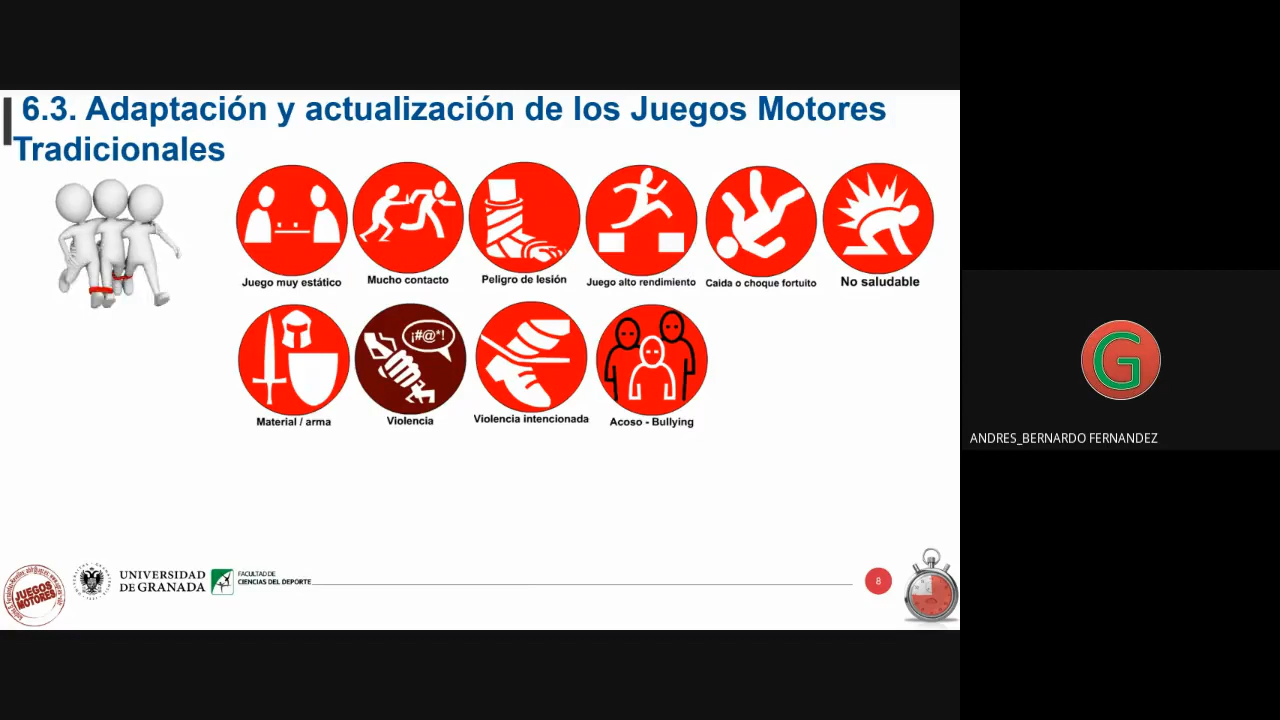 6.3. Adaptación y actualización de los Juegos Motores
Tradicionales
Juego muy estático
Mucho contacto
Peligro de lesión
Juego alto rendimiento
Caida o choque fortuito
No saludable
¡#@*!
Material / arma
Violencia
Violencia intencionada
Acoso - Bullying
G
ANDRES_BERNARDO FERNANDEZ
JUEGOS
MOTORES
UNIVERSIDAD
DE GRANADA
FACULTAD DE
CIENCIAS DEL DEPORTE
8